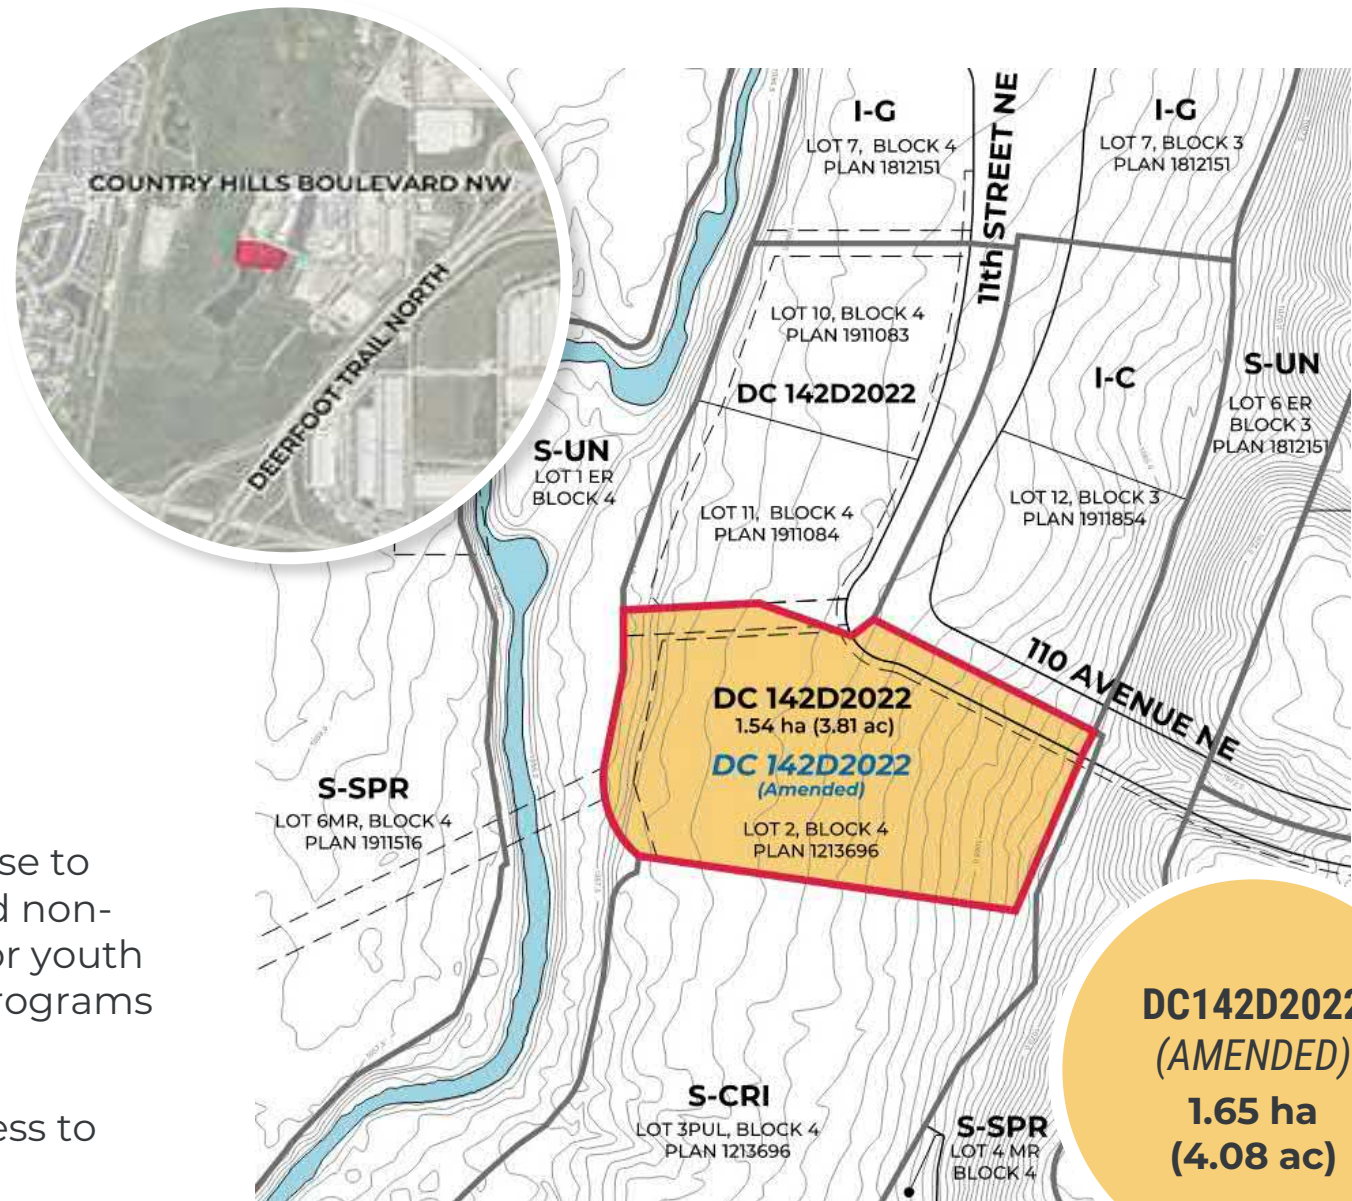 COUNTRY HILLS BOULEVARD NW
DEERFOOT TRAIL NORTH
I-G
LOT 7, BLOCK 4
PLAN 1812151
11th STREET NE
I-G
LOT 7, BLOCK 3
PLAN 1812151
LOT 10, BLOCK 4
PLAN 1911083
DC 142D2022
I-C
S-UN
LOT 6 ER
BLOCK 3
PLAN 1812151
S-UN
LOT 1 ER
BLOCK 4
LOT 11, BLOCK 4
PLAN 1911084
LOT 12, BLOCK 3
PLAN 1911854
110 AVENUE NE
DC 142D2022
1.54 ha (3.81 ac)
DC 142D2022
(Amended)
LOT 2, BLOCK 4
PLAN 1213696
S-SPR
LOT 6MR, BLOCK 4
PLAN 1911516
se to
d non-
or youth
rograms
ess to
S-CRI
LOT 3PUL, BLOCK 4
PLAN 1213696
S-SPR
LOT 4 MR
BLOCK 4
DC142D2022
(AMENDED)
1.65 ha
(4.08 ac)